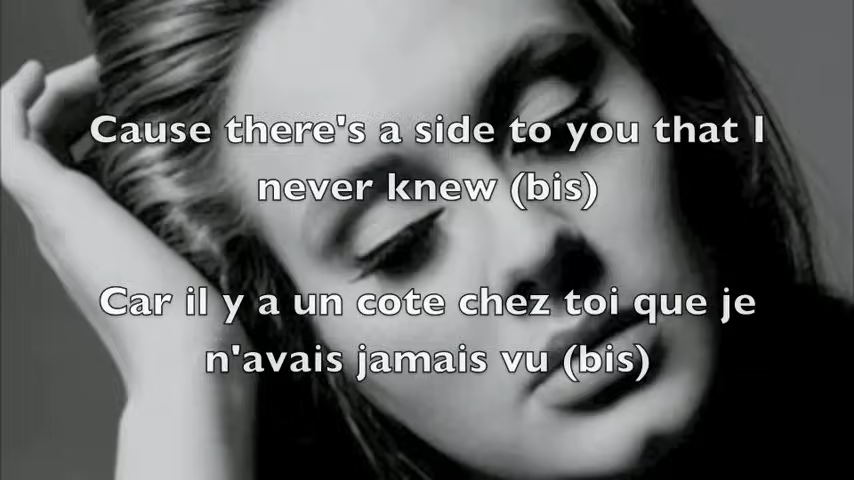 Cause there's a side to you that I
never knew (bis)
Car il y a un cote chez toi que je
n'avais jamais vu (bis)